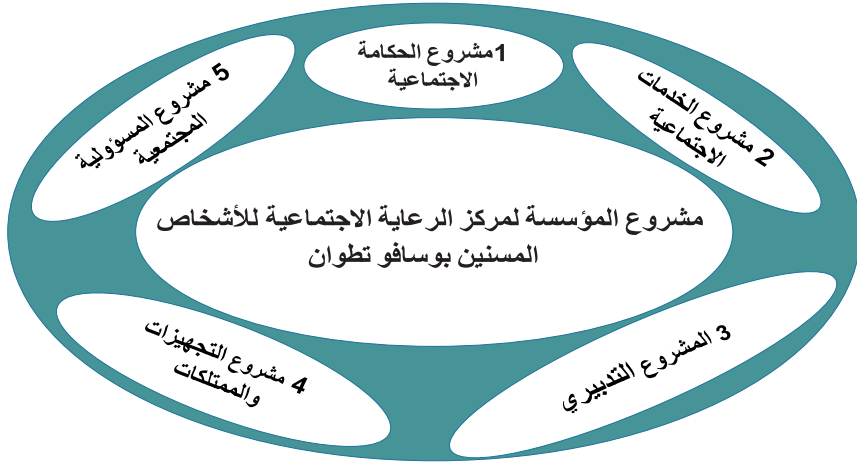 1مشروع الحكامة
الاجتماعية
2 مشروع الخدمات
الاجتماعية
3 المشروع التدبيري
4 مشروع التجهيزات
والممتلكات
5 مشروع المسؤولية
المجتمعية
مشروع المؤسسة لمركز الرعاية الاجتماعية للأشخاص
المسنين بوسافو تطوان